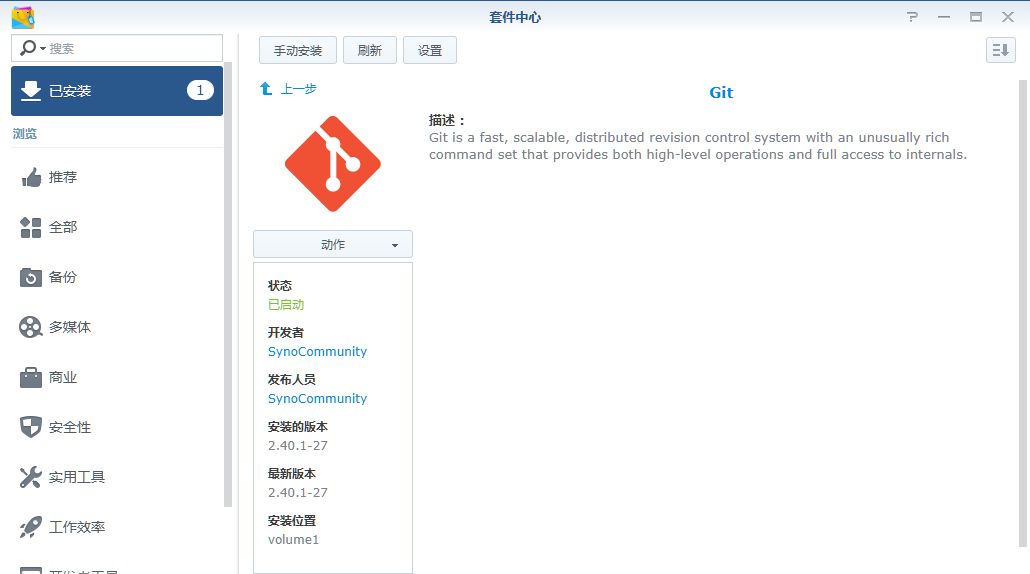 套件中心
搜索
手动安装
刷新
设置
已安装
1
浏览
推荐
全部
备份
多媒体
商业
安全性
实用工具
工作效率
开发者工具
上一步
Git
描述：
Git is a fast, scalable, distributed revision control system with an unusually rich
command set that provides both high-level operations and full access to internals.
动作
状态
已启动
开发者
SynoCommunity
发布人员
SynoCommunity
安装的版本
2.40.1-27
最新版本
2.40.1-27
安装位置
volume1